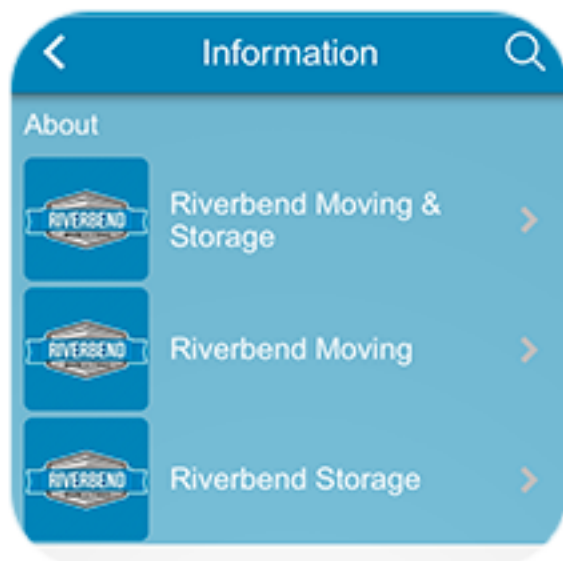 Information
About
RIVERBEND
Riverbend Moving &
Storage
RIVERBEND
Riverbend Moving
RIVERBEND
Riverbend Storage